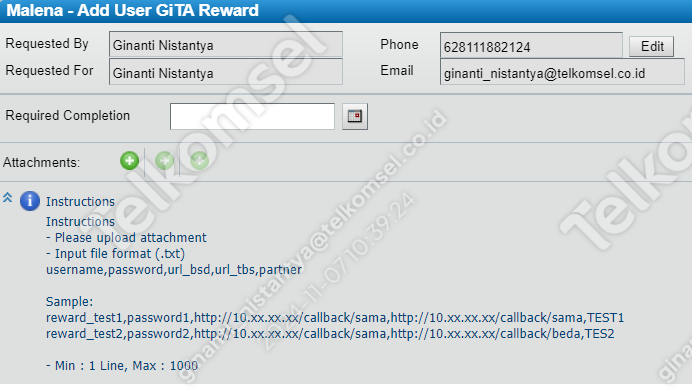 Malena - Add User GiTA Reward
Requested By Ginanti Nistantya Phone 628111882124 Edit
Requested For Ginanti Nistantya Email ginanti_nistantya@telkomsel.co.id
Required Completion
Attachments:
Instructions
Instructions
- Please upload attachment
- Input file format (.txt)
username,password,url_bsd,url_tbs,partner
Sample:
reward_test1,password1,http://10.xx.xx.xx/callback/sama,http://10.xx.xx.xx/callback/sama,TEST1
reward_test2,password2,http://10.xx.xx.xx/callback/sama,http://10.xx.xx.xx/callback/beda,TES2
- Min : 1 Line, Max : 1000
Telkomsel
ginanti_nistantya@telkomsel.co.id
2024-11-07 10:39:24
Telkomsel